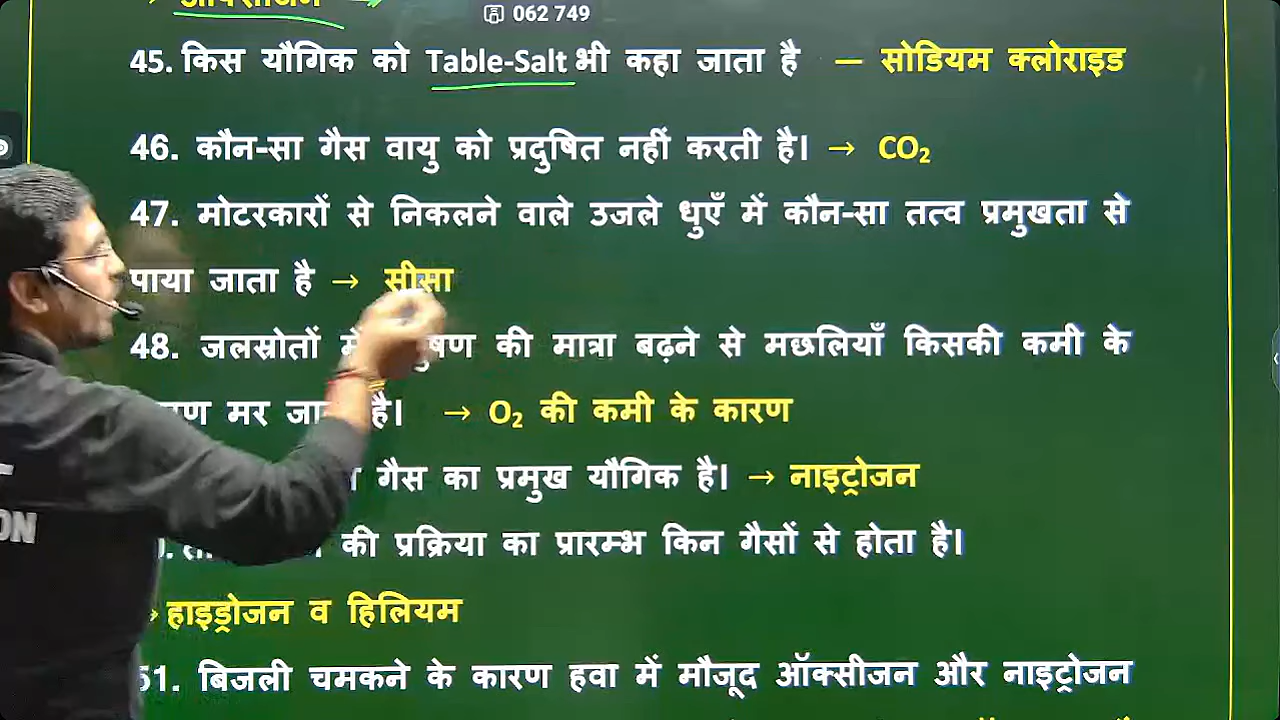 062 749
45. किस यौगिक को Table-Salt भी कहा जाता है — सोडियम क्लोराइड
46. कौन-सा गैस वायु को प्रदुषित नहीं करती है। → CO₂
47. मोटरकारों से निकलने वाले उजले धुएँ में कौन-सा तत्व प्रमुखता से
पाया जाता है → सीसा
48. जलस्रोतों में की मात्रा बढ़ने से मछलियाँ किसकी कमी के
मर है। → O₂ की कमी के कारण
गैस का प्रमुख यौगिक है। → नाइट्रोजन
की प्रक्रिया का प्रारम्भ किन गैसों से होता है।
→ हाइड्रोजन व हिलियम
51. बिजली चमकने के कारण हवा में मौजूद ऑक्सीजन और नाइट्रोजन
ON